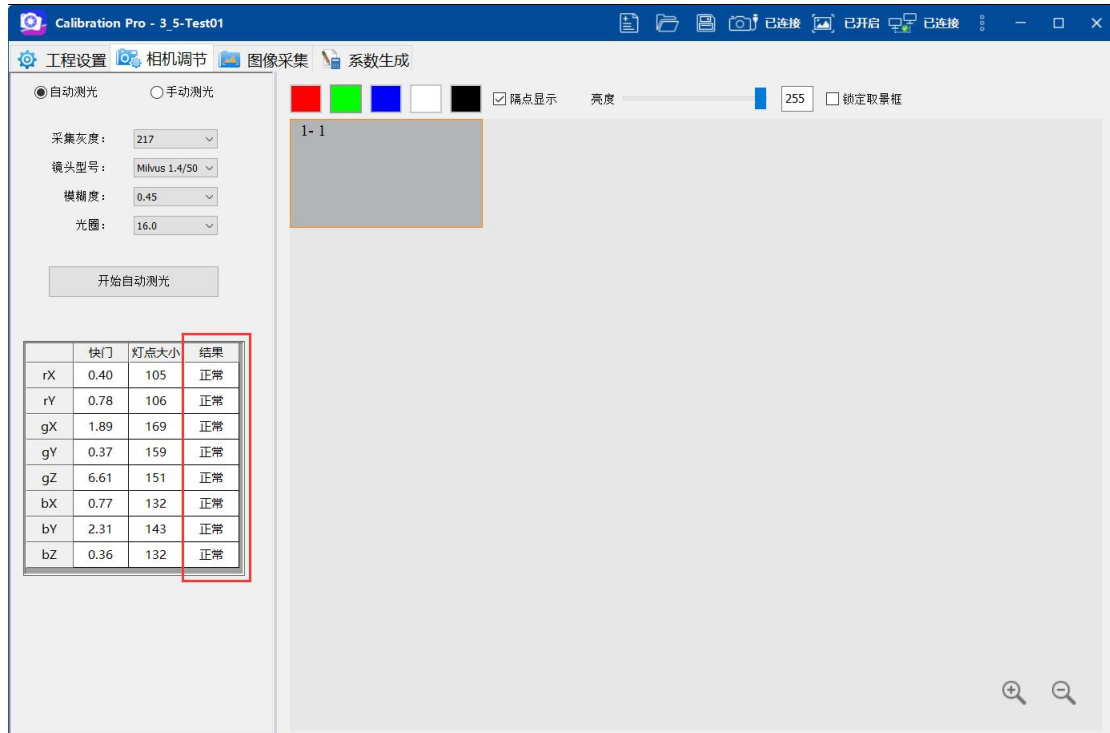 Calibration Pro - 3_5-Test01 已连接 已开启 已连接
工程设置 相机调节 图像采集 系数生成
自动测光 手动测光
隔点显示 亮度 255 锁定取景框
采集灰度： 217
镜头型号： Milvus 1.4/50
模糊度： 0.45
光圈： 16.0
开始自动测光
1- 1
快门 灯点大小 结果
rX 0.40 105 正常
rY 0.78 106 正常
gX 1.89 169 正常
gY 0.37 159 正常
gZ 6.61 151 正常
bX 0.77 132 正常
bY 2.31 143 正常
bZ 0.36 132 正常